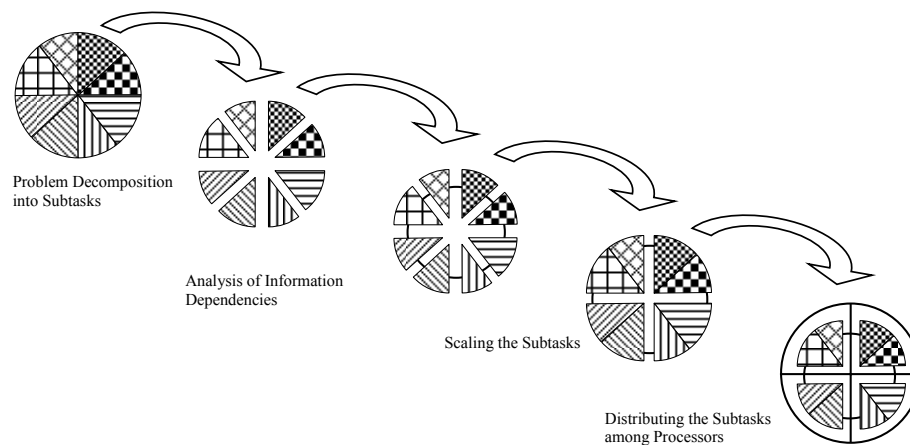 Problem Decomposition
into Subtasks
Analysis of Information
Dependencies
Scaling the Subtasks
Distributing the Subtasks
among Processors